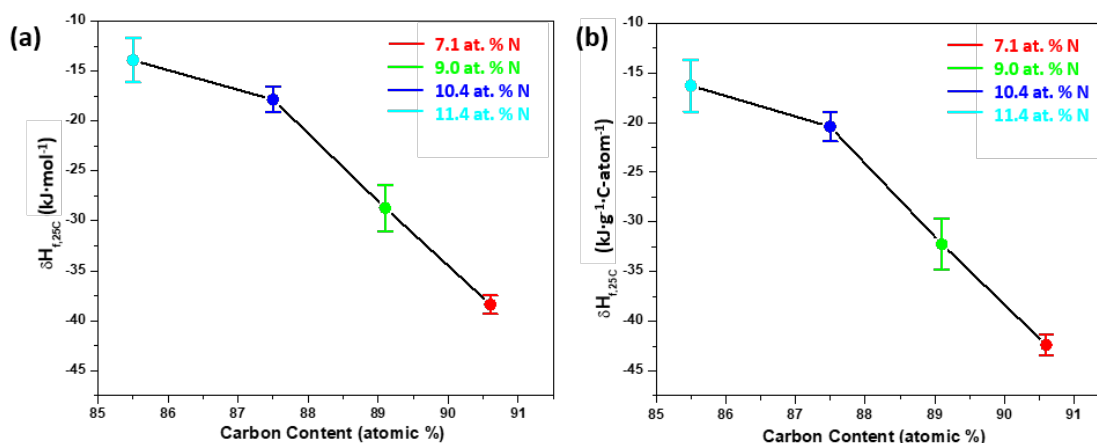 (a)
-10
-15
-20
-25
-30
-35
-40
-45
δH_f,25C (kJ·mol⁻¹)
7.1 at. % N
9.0 at. % N
10.4 at. % N
11.4 at. % N
85 86 87 88 89 90 91
Carbon Content (atomic %)
(b)
-10
-15
-20
-25
-30
-35
-40
-45
δH_f,25C (kJ·g⁻¹·C-atom⁻¹)
7.1 at. % N
9.0 at. % N
10.4 at. % N
11.4 at. % N
85 86 87 88 89 90 91
Carbon Content (atomic %)